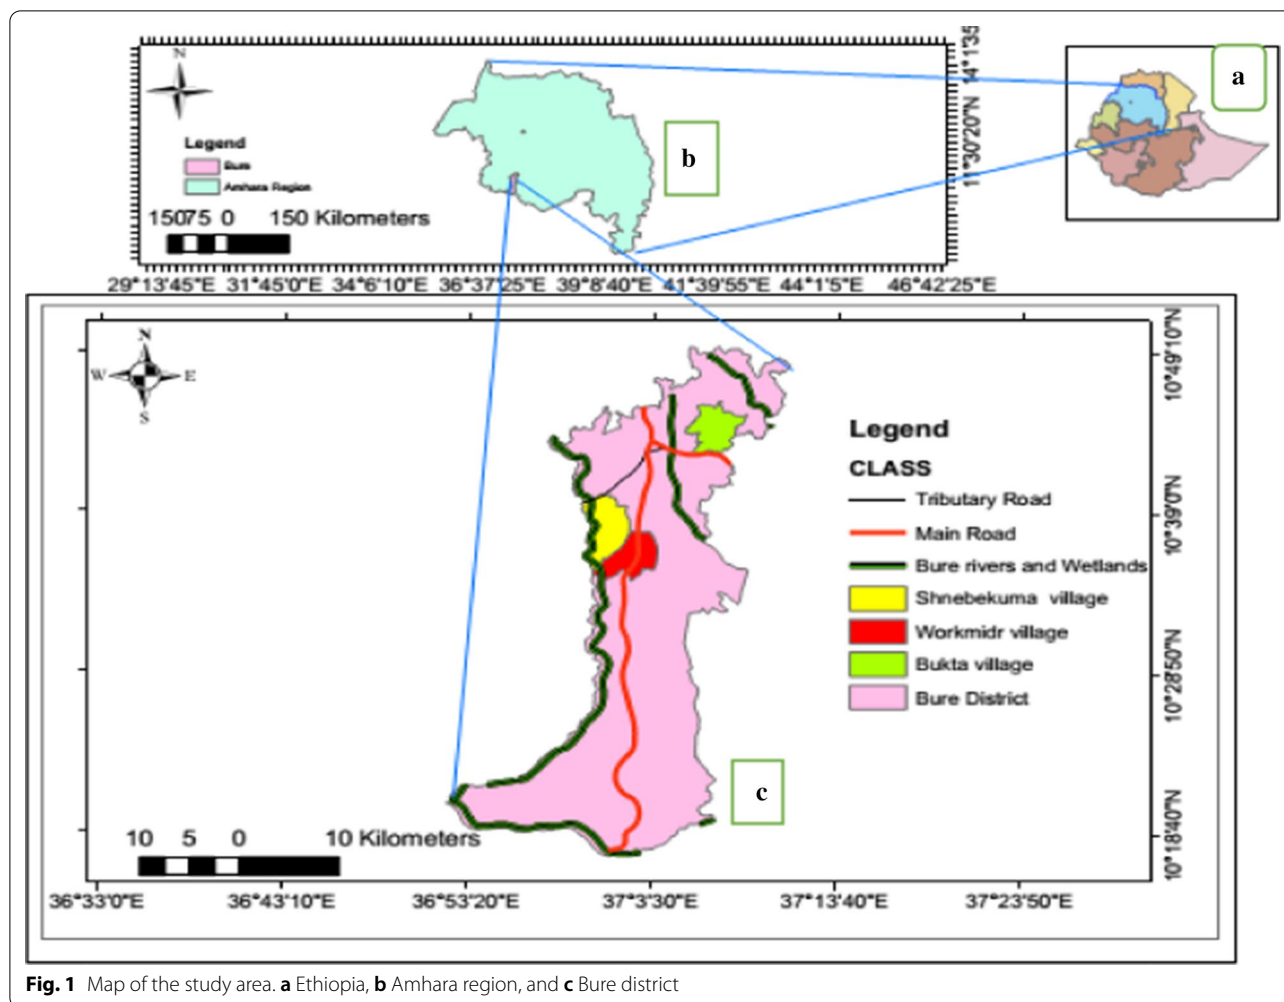 N
a
b
Legend
Bure
Amhara Region
15075 0 150 Kilometers
11°30'20"N 14°1'35
29°13'45"E 31°45'0"E 34°6'10"E 36°37'25"E 39°8'40"E 41°39'55"E 44°1'15"E 46°42'25"E
N
W E
S
Legend
CLASS
Tributary Road
Main Road
Bure rivers and Wetlands
Shnebekuma village
Workmidr village
Bukta village
Bure District
c
10 5 0 10 Kilometers
10°49'10"N
10°39'0"N
10°28'50"N
10°18'40"N
36°33'0"E 36°43'10"E 36°53'20"E 37°3'30"E 37°13'40"E 37°23'50"E
Fig. 1 Map of the study area. a Ethiopia, b Amhara region, and c Bure district